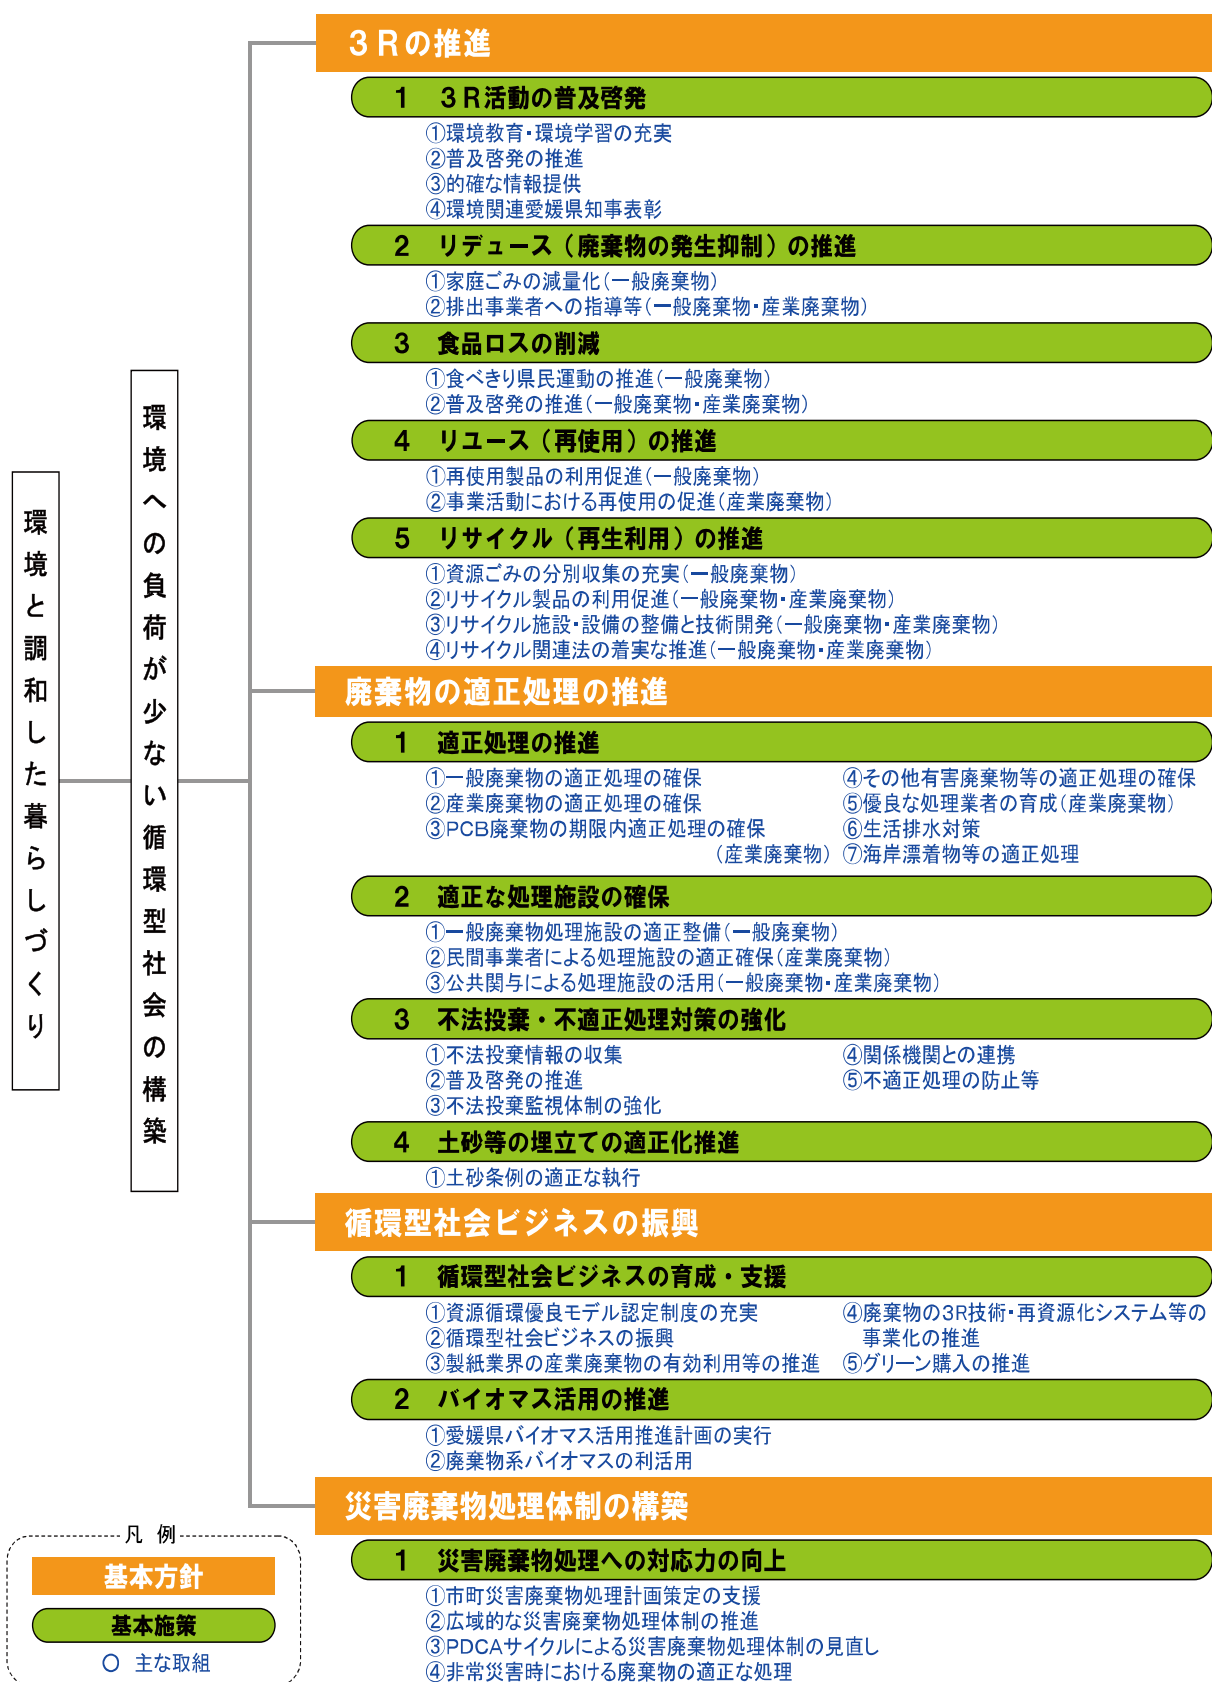 環境と調和した暮らしづくり
環境への負荷が少ない循環型社会の構築
3Rの推進
1 3R活動の普及啓発
①環境教育・環境学習の充実
②普及啓発の推進
③的確な情報提供
④環境関連愛媛県知事表彰
2 リデュース（廃棄物の発生抑制）の推進
①家庭ごみの減量化（一般廃棄物）
②排出事業者への指導等（一般廃棄物・産業廃棄物）
3 食品ロスの削減
①食べきり県民運動の推進（一般廃棄物）
②普及啓発の推進（一般廃棄物・産業廃棄物）
4 リユース（再使用）の推進
①再使用製品の利用促進（一般廃棄物）
②事業活動における再使用の促進（産業廃棄物）
5 リサイクル（再生利用）の推進
①資源ごみの分別収集の充実（一般廃棄物）
②リサイクル製品の利用促進（一般廃棄物・産業廃棄物）
③リサイクル施設・設備の整備と技術開発（一般廃棄物・産業廃棄物）
④リサイクル関連法の着実な推進（一般廃棄物・産業廃棄物）
廃棄物の適正処理の推進
1 適正処理の推進
①一般廃棄物の適正処理の確保
②産業廃棄物の適正処理の確保
③PCB廃棄物の期限内適正処理の確保
（産業廃棄物）
④その他有害廃棄物等の適正処理の確保
⑤優良な処理業者の育成（産業廃棄物）
⑥生活排水対策
⑦海岸漂着物等の適正処理
2 適正な処理施設の確保
①一般廃棄物処理施設の適正整備（一般廃棄物）
②民間事業者による処理施設の適正確保（産業廃棄物）
③公共関与による処理施設の活用（一般廃棄物・産業廃棄物）
3 不法投棄・不適正処理対策の強化
①不法投棄情報の収集
②普及啓発の推進
③不法投棄監視体制の強化
④関係機関との連携
⑤不適正処理の防止等
4 土砂等の埋立ての適正化推進
①土砂条例の適正な執行
循環型社会ビジネスの振興
1 循環型社会ビジネスの育成・支援
①資源循環優良モデル認定制度の充実
②循環型社会ビジネスの振興
③製紙業界の産業廃棄物の有効利用等の推進
④廃棄物の3R技術・再資源化システム等の
事業化の推進
⑤グリーン購入の推進
2 バイオマス活用の推進
①愛媛県バイオマス活用推進計画の実行
②廃棄物系バイオマスの利活用
災害廃棄物処理体制の構築
1 災害廃棄物処理への対応力の向上
①市町災害廃棄物処理計画策定の支援
②広域的な災害廃棄物処理体制の推進
③PDCAサイクルによる災害廃棄物処理体制の見直し
④非常災害時における廃棄物の適正な処理
凡 例
基本方針
基本施策
○ 主な取組